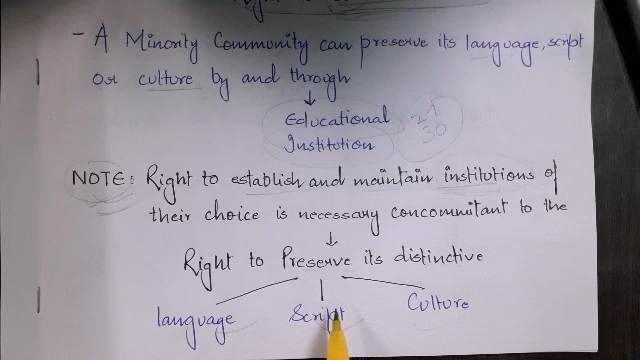 - A Minority Community can preserve its language, script
or culture by and through
Educational
Institution
29
30
NOTE: Right to establish and maintain institutions of
their choice is necessary concommitant to the
Right to Preserve its distinctive
language Script Culture